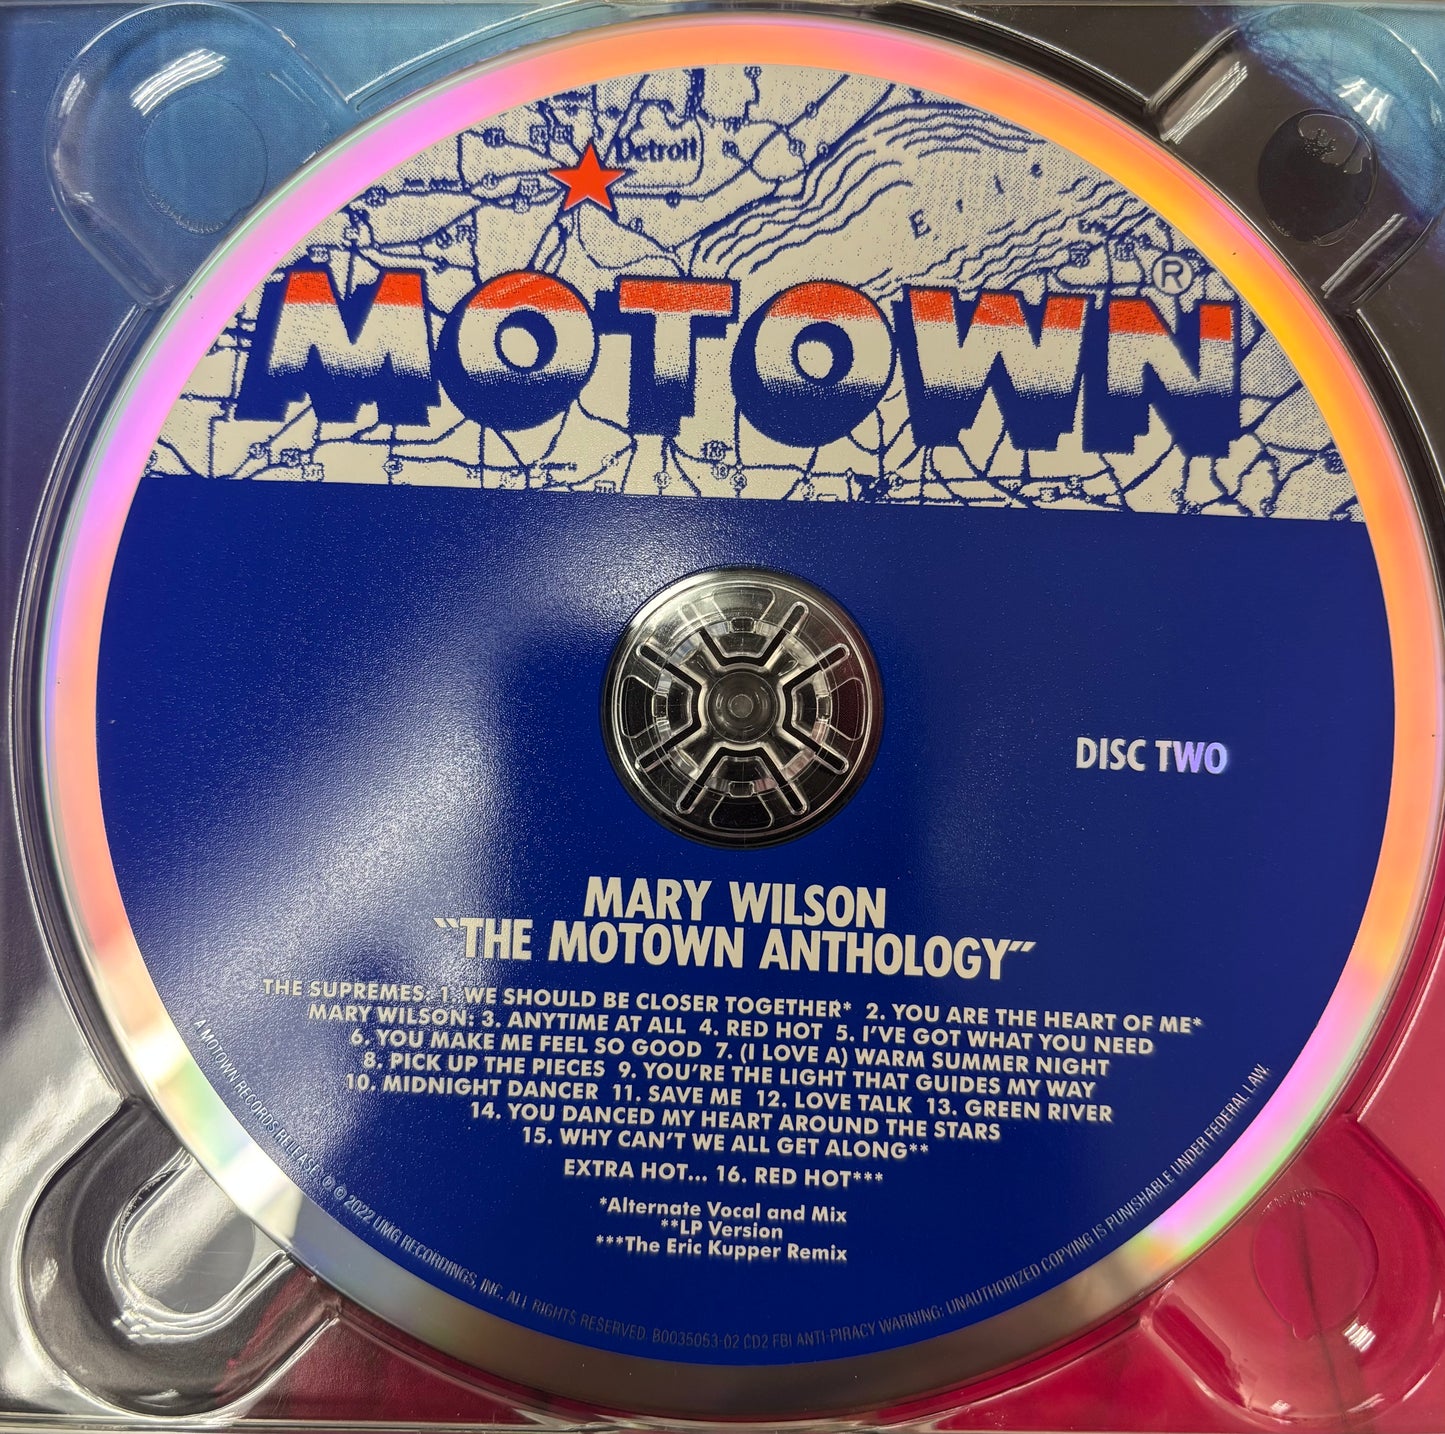 Detroit
MOTOWN®
DISC TWO
MARY WILSON
"THE MOTOWN ANTHOLOGY"
THE SUPREMES: 1. WE SHOULD BE CLOSER TOGETHER* 2. YOU ARE THE HEART OF ME*
MARY WILSON: 3. ANYTIME AT ALL 4. RED HOT 5. I'VE GOT WHAT YOU NEED
6. YOU MAKE ME FEEL SO GOOD 7. (I LOVE A) WARM SUMMER NIGHT
8. PICK UP THE PIECES 9. YOU'RE THE LIGHT THAT GUIDES MY WAY
10. MIDNIGHT DANCER 11. SAVE ME 12. LOVE TALK 13. GREEN RIVER
14. YOU DANCED MY HEART AROUND THE STARS
15. WHY CAN'T WE ALL GET ALONG**
EXTRA HOT... 16. RED HOT***
*Alternate Vocal and Mix
**LP Version
***The Eric Kupper Remix
A MOTOWN RECORDS RELEASE. ℗ © 2022 UMG RECORDINGS, INC. ALL RIGHTS RESERVED. B0035053-02 CD2 FBI ANTI-PIRACY WARNING: UNAUTHORIZED COPYING IS PUNISHABLE UNDER FEDERAL LAW.